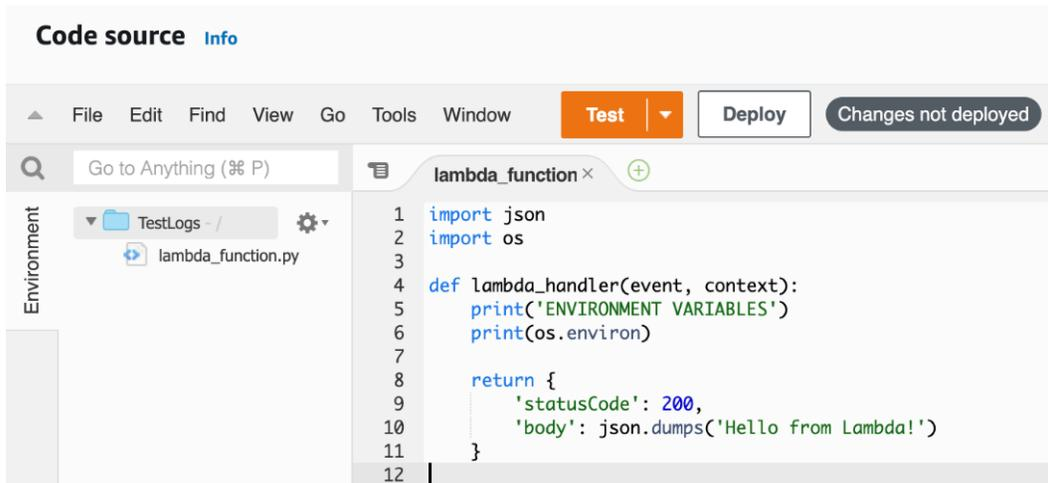 Code source Info
File Edit Find View Go Tools Window Test Deploy Changes not deployed
Go to Anything (⌘ P)
lambda_function ×
Environment
TestLogs - /
lambda_function.py
1 import json
2 import os
3
4 def lambda_handler(event, context):
5     print('ENVIRONMENT VARIABLES')
6     print(os.environ)
7
8     return {
9         'statusCode': 200,
10         'body': json.dumps('Hello from Lambda!')
11     }
12